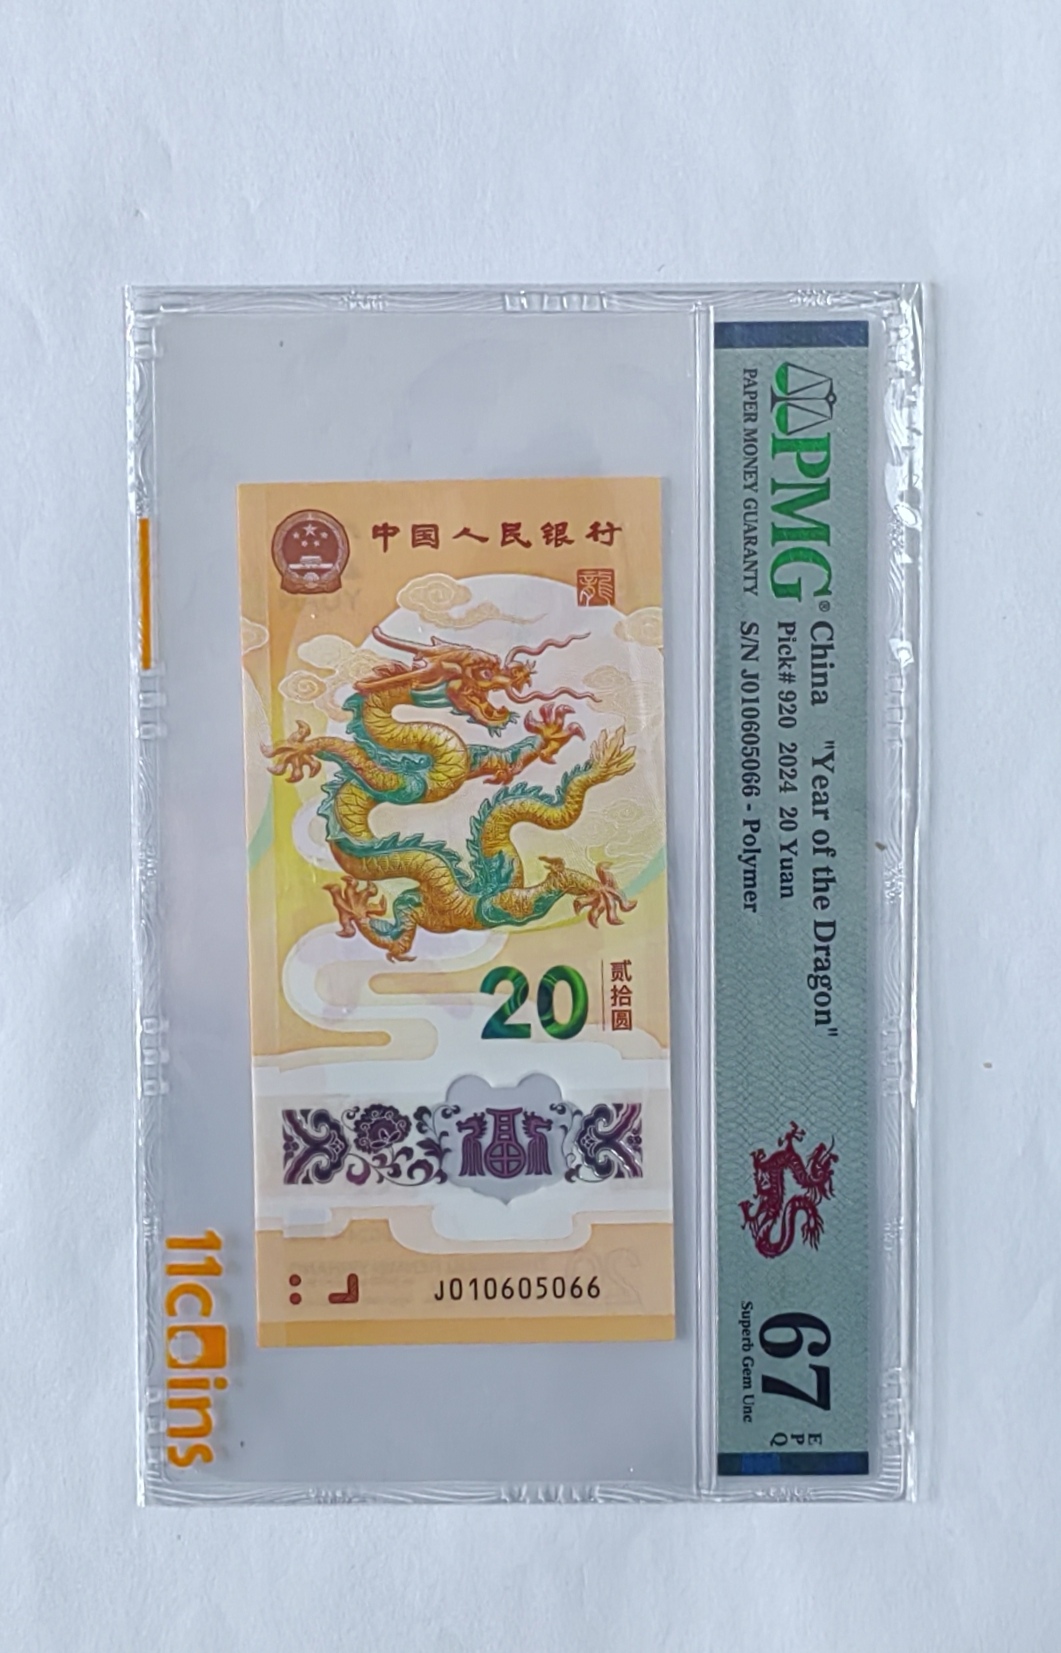 中国人民银行
龍
20
贰拾圆
J010605066
PMG®
PAPER MONEY GUARANTY
China "Year of the Dragon"
Pick# 920 2024 20 Yuan
S/N J010605066 - Polymer
67
EPQ
Superb Gem Unc
11coins